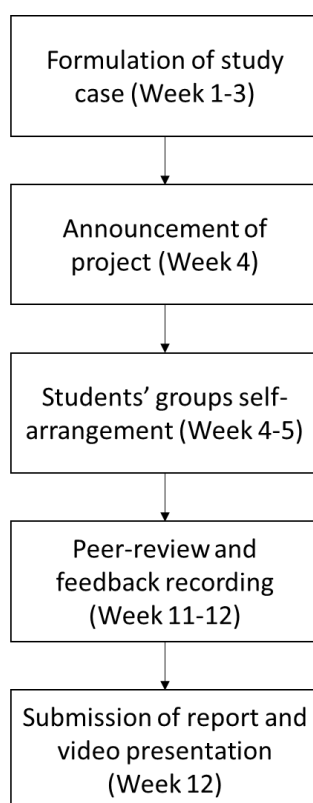 Formulation of study
case (Week 1-3)
Announcement of
project (Week 4)
Students’ groups self-
arrangement (Week 4-5)
Peer-review and
feedback recording
(Week 11-12)
Submission of report and
video presentation
(Week 12)